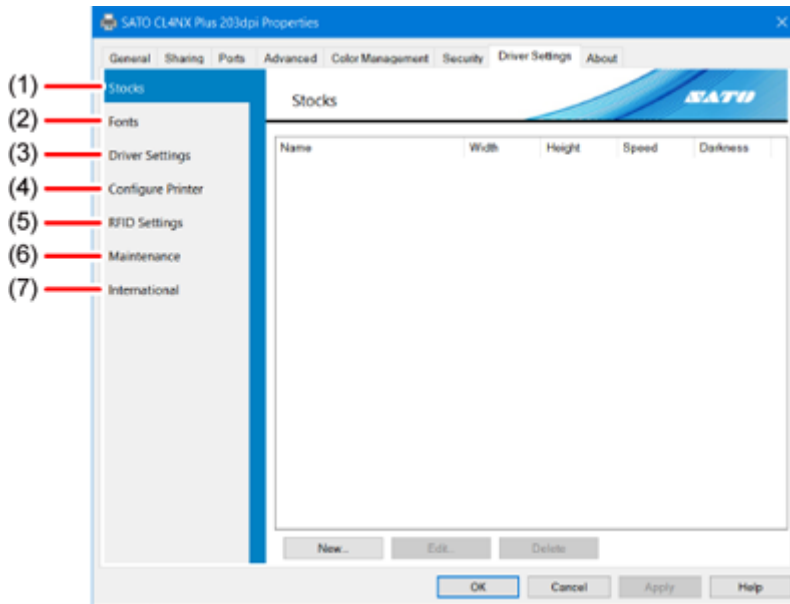 SATO CL4NX Plus 203dpi Properties
General Sharing Ports Advanced Color Management Security Driver Settings About
(1) Stocks
(2) Fonts
(3) Driver Settings
(4) Configure Printer
(5) RFID Settings
(6) Maintenance
(7) International
Stocks SATO
Name Width Height Speed Darkness
New... Edit... Delete
OK Cancel Apply Help